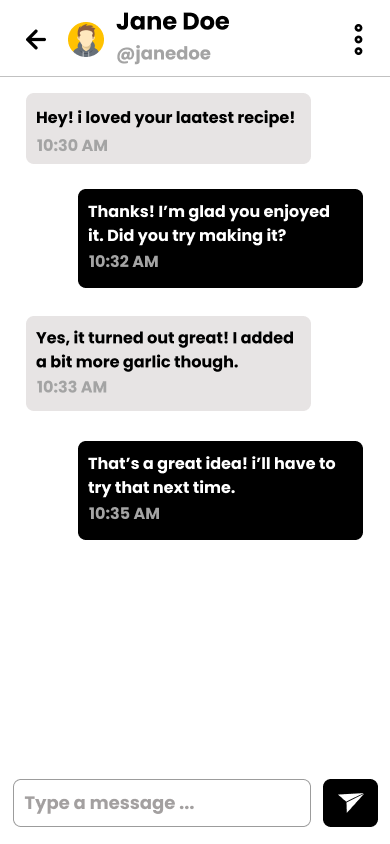 Jane Doe
@janedoe
Hey! i loved your laatest recipe!
10:30 AM
Thanks! I’m glad you enjoyed
it. Did you try making it?
10:32 AM
Yes, it turned out great! I added
a bit more garlic though.
10:33 AM
That’s a great idea! i’ll have to
try that next time.
10:35 AM
Type a message ...